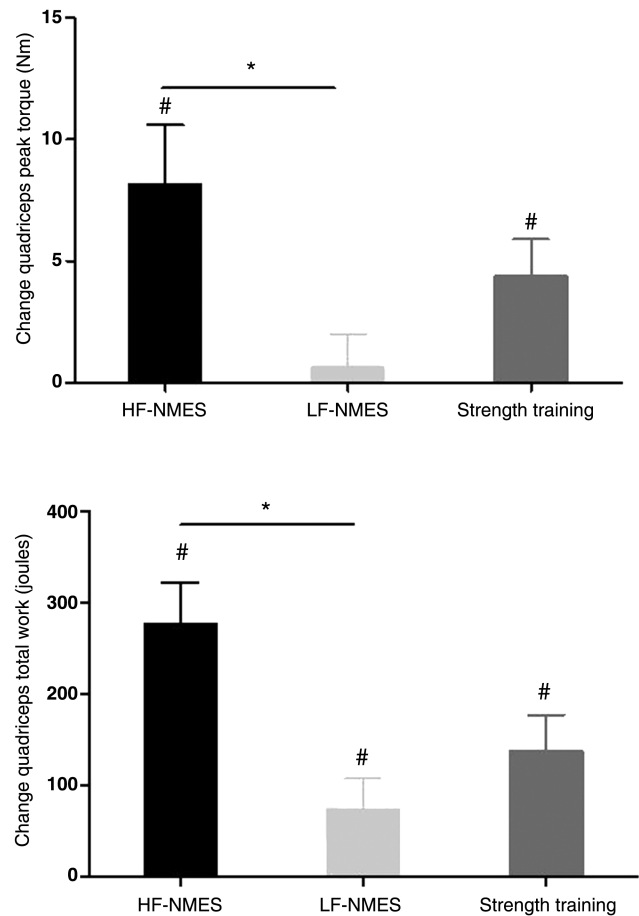 Change quadriceps peak torque (Nm)
15
10
5
0
*
#
#
HF-NMES
LF-NMES
Strength training
Change quadriceps total work (joules)
400
300
200
100
0
*
#
#
#
HF-NMES
LF-NMES
Strength training